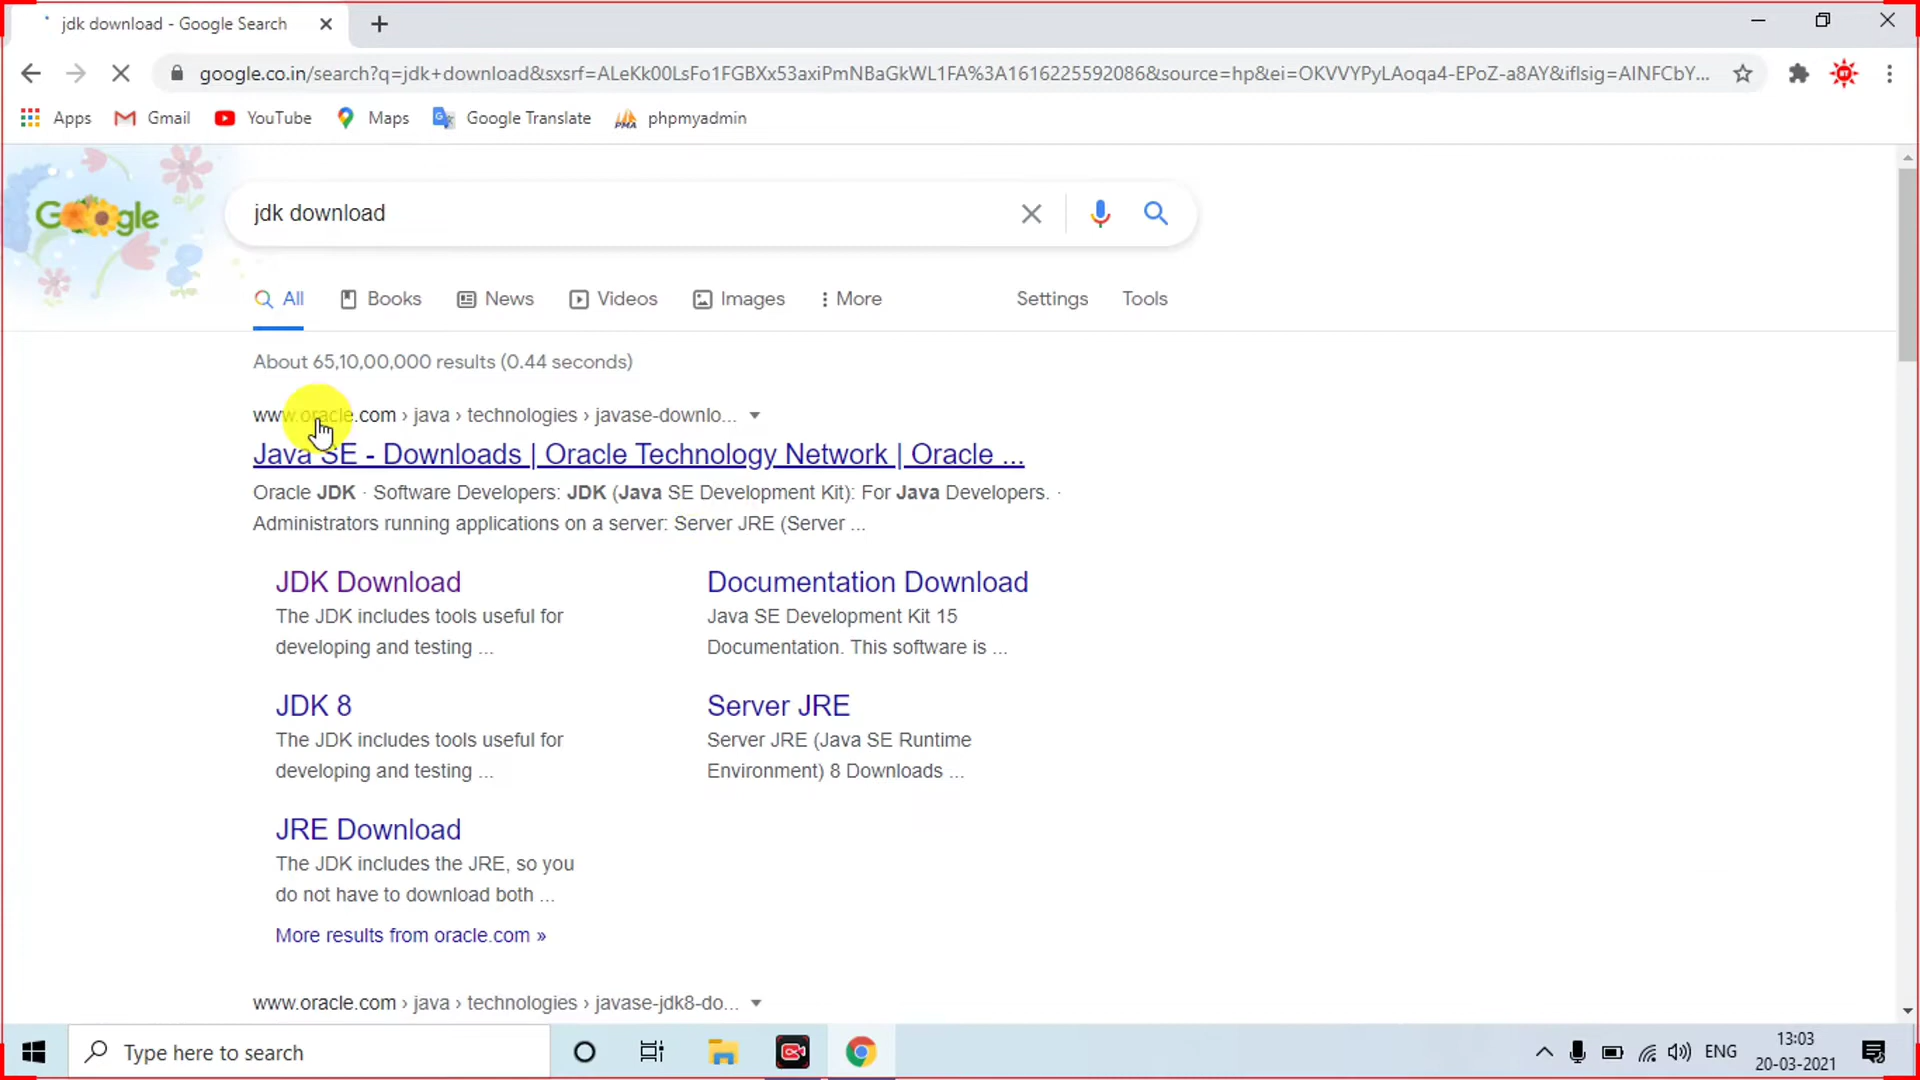 jdk download - Google Search
google.co.in/search?q=jdk+download&sxsrf=ALeKk00LsFo1FGBXx53axiPmNBaGkWL1FA%3A1616225592086&source=hp&ei=OKVVYPyLAoqa4-EPoZ-a8AY&iflsig=AINFCbY...
Apps Gmail YouTube Maps Google Translate phpmyadmin
Google
jdk download
All Books News Videos Images More Settings Tools
About 65,10,00,000 results (0.44 seconds)
www.oracle.com › java › technologies › javase-downlo...
Java SE - Downloads | Oracle Technology Network | Oracle ...
Oracle JDK · Software Developers: JDK (Java SE Development Kit): For Java Developers. ·
Administrators running applications on a server: Server JRE (Server ...
JDK Download
The JDK includes tools useful for
developing and testing ...
Documentation Download
Java SE Development Kit 15
Documentation. This software is ...
JDK 8
The JDK includes tools useful for
developing and testing ...
Server JRE
Server JRE (Java SE Runtime
Environment) 8 Downloads ...
JRE Download
The JDK includes the JRE, so you
do not have to download both ...
More results from oracle.com »
www.oracle.com › java › technologies › javase-jdk8-do...
Type here to search
ENG
13:03
20-03-2021